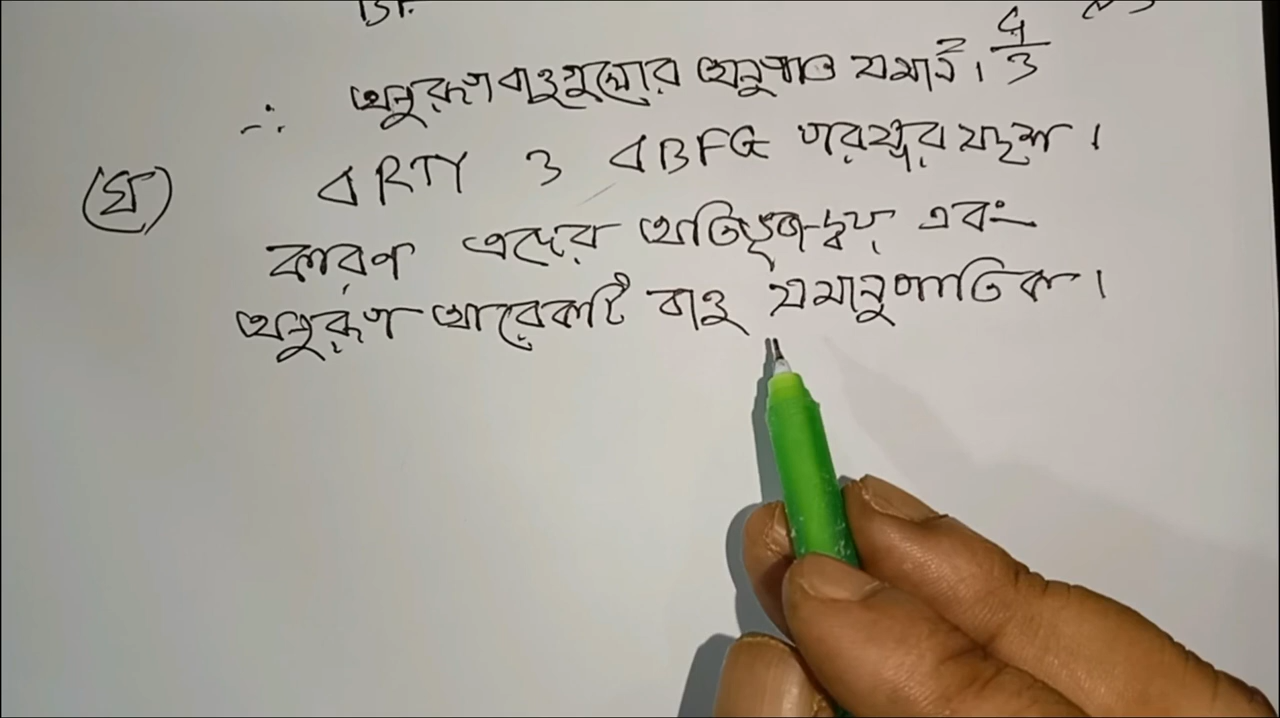 ∴ অনুরূপ বাহুগুলোর অনুপাত সমান। 5/3
(ঘ) ΔRTY ও ΔBFG পরস্পর সদৃশ।
কারণ এদের অতিভুজদ্বয় এবং
অনুরূপ আরেকটি বাহু সমানুপাতিক।